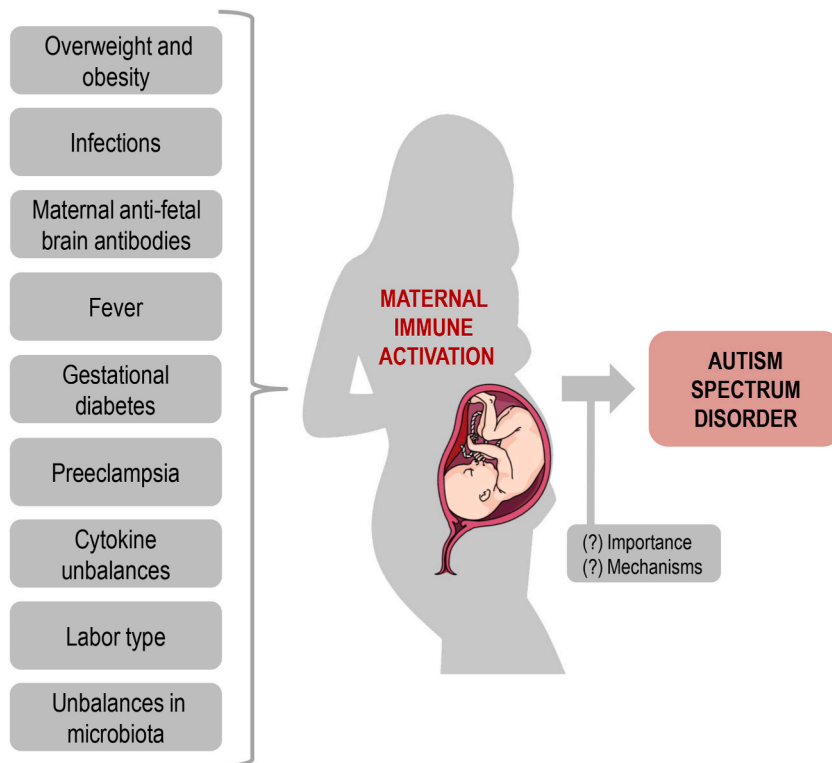 Overweight and
obesity
Infections
Maternal anti-fetal
brain antibodies
Fever
Gestational
diabetes
Preeclampsia
Cytokine
unbalances
Labor type
Unbalances in
microbiota
MATERNAL
IMMUNE
ACTIVATION
AUTISM
SPECTRUM
DISORDER
(?) Importance
(?) Mechanisms